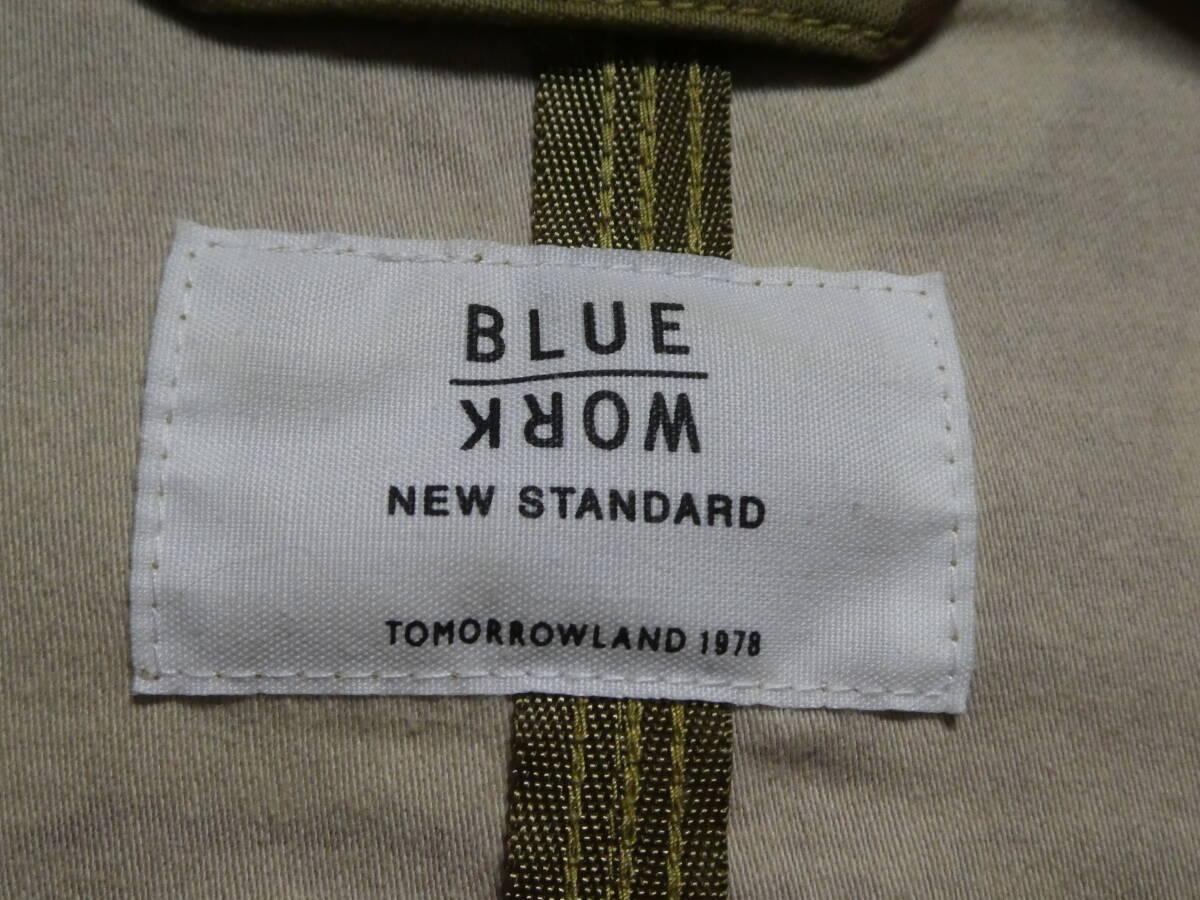 BLUE
WORK
NEW STANDARD
TOMORROWLAND 1978